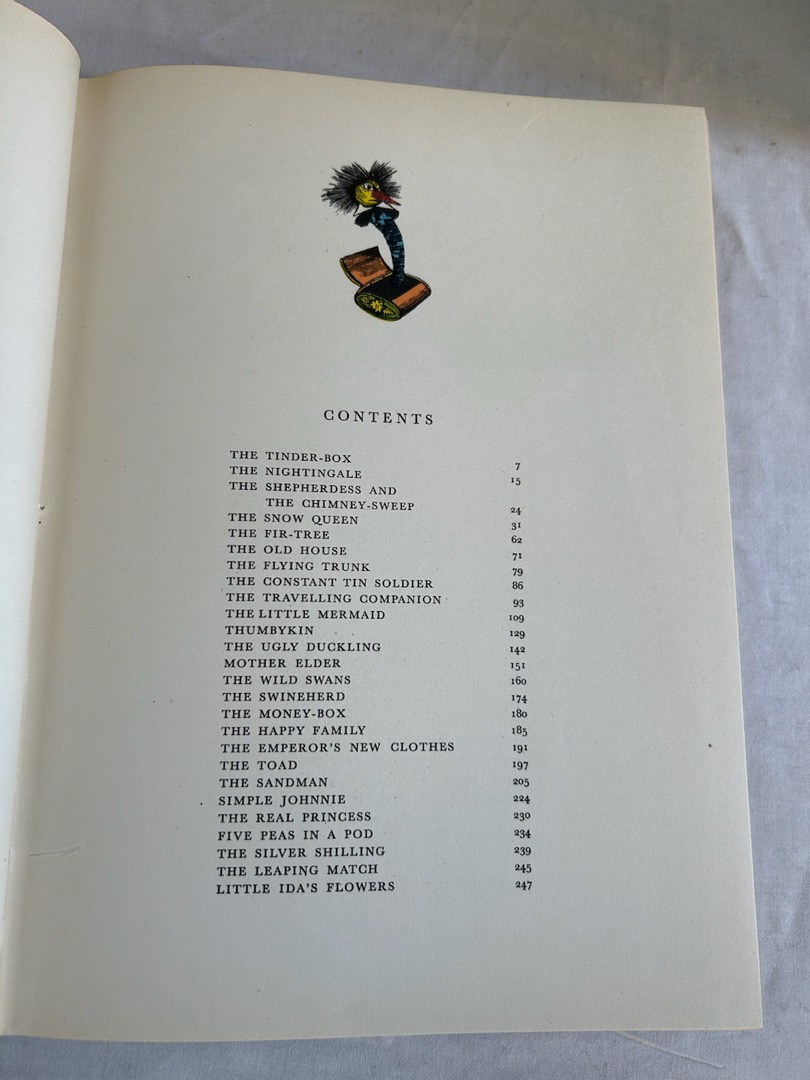 CONTENTS
THE TINDER-BOX 7
THE NIGHTINGALE 15
THE SHEPHERDESS AND
THE CHIMNEY-SWEEP 24
THE SNOW QUEEN 31
THE FIR-TREE 62
THE OLD HOUSE 71
THE FLYING TRUNK 79
THE CONSTANT TIN SOLDIER 86
THE TRAVELLING COMPANION 93
THE LITTLE MERMAID 109
THUMBYKIN 129
THE UGLY DUCKLING 142
MOTHER ELDER 151
THE WILD SWANS 160
THE SWINEHERD 174
THE MONEY-BOX 180
THE HAPPY FAMILY 185
THE EMPEROR'S NEW CLOTHES 191
THE TOAD 197
THE SANDMAN 205
SIMPLE JOHNNIE 224
THE REAL PRINCESS 230
FIVE PEAS IN A POD 234
THE SILVER SHILLING 239
THE LEAPING MATCH 245
LITTLE IDA'S FLOWERS 247